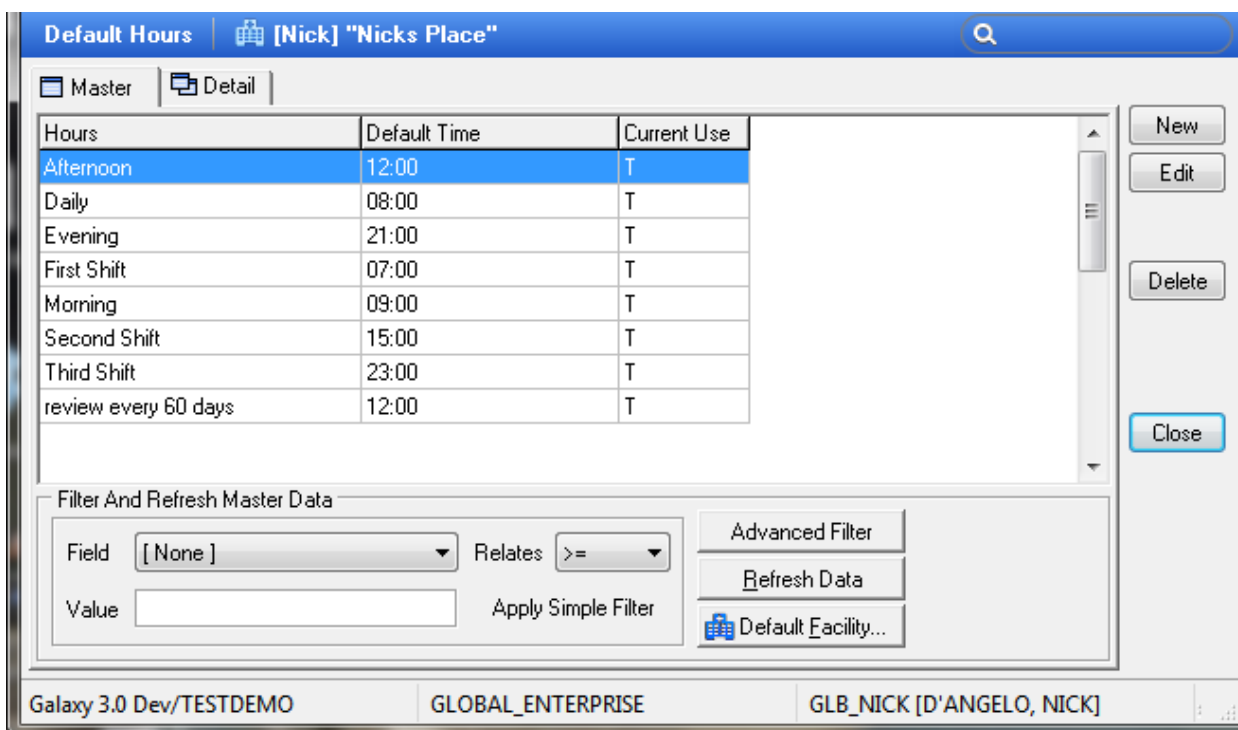 Default Hours [Nick] "Nicks Place"
Master Detail
Hours Default Time Current Use
Afternoon 12:00 T
Daily 08:00 T
Evening 21:00 T
First Shift 07:00 T
Morning 09:00 T
Second Shift 15:00 T
Third Shift 23:00 T
review every 60 days 12:00 T
New
Edit
Delete
Close
Filter And Refresh Master Data
Field [ None ] Relates >=
Value Apply Simple Filter
Advanced Filter
Refresh Data
Default Facility...
Galaxy 3.0 Dev/TESTDEMO GLOBAL_ENTERPRISE GLB_NICK [D'ANGELO, NICK]